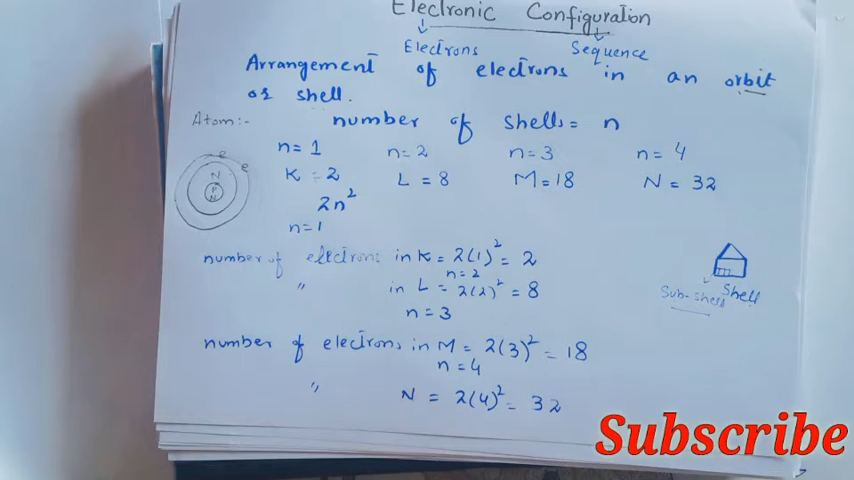 Electronic Configuration
Electrons Sequence
Arrangement of electrons in an orbit
or shell.
Atom:- number of shells = n
n=1 n=2 n=3 n=4
K = 2 L = 8 M=18 N = 32
2n²
n=1
e
e
N
P
N
number of electrons in K = 2(1)² = 2
n=2
" in L = 2(2)² = 8
n=3
Sub-shell Shell
number of electrons in M = 2(3)² = 18
n=4
" N = 2(4)² = 32
Subscribe